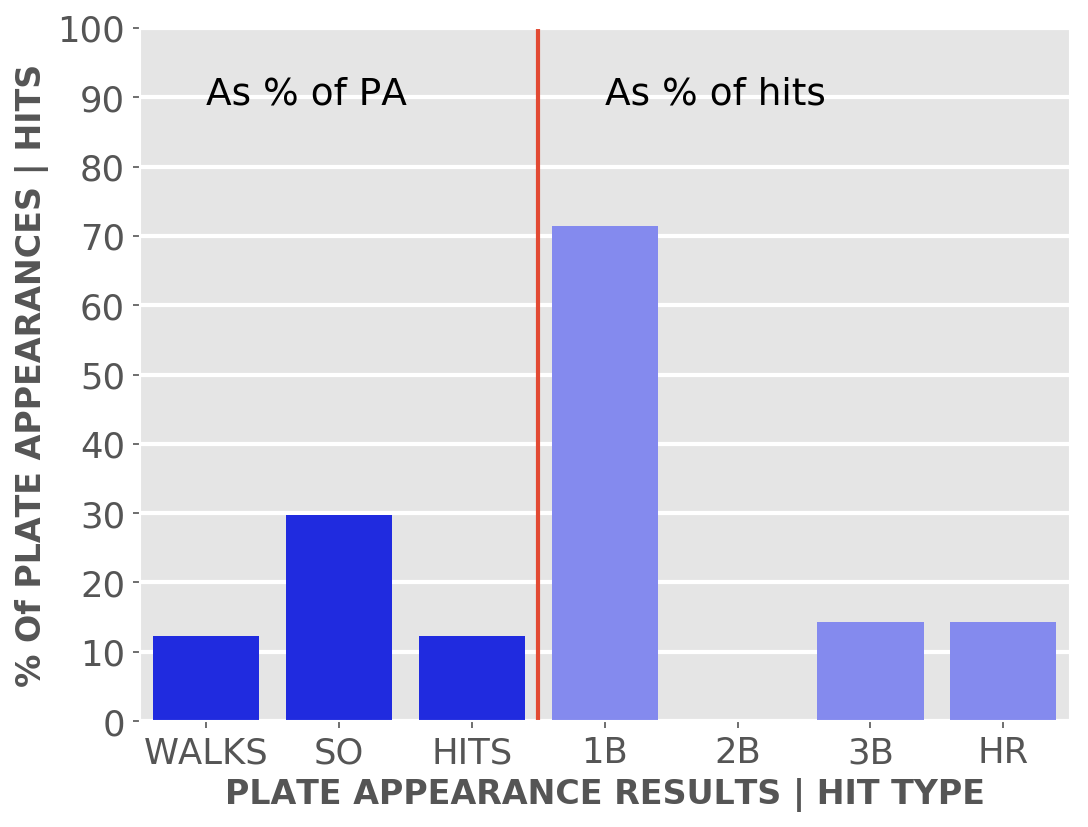 % Of PLATE APPEARANCES | HITS
100
90
80
70
60
50
40
30
20
10
0
As % of PA
As % of hits
WALKS SO HITS 1B 2B 3B HR
PLATE APPEARANCE RESULTS | HIT TYPE